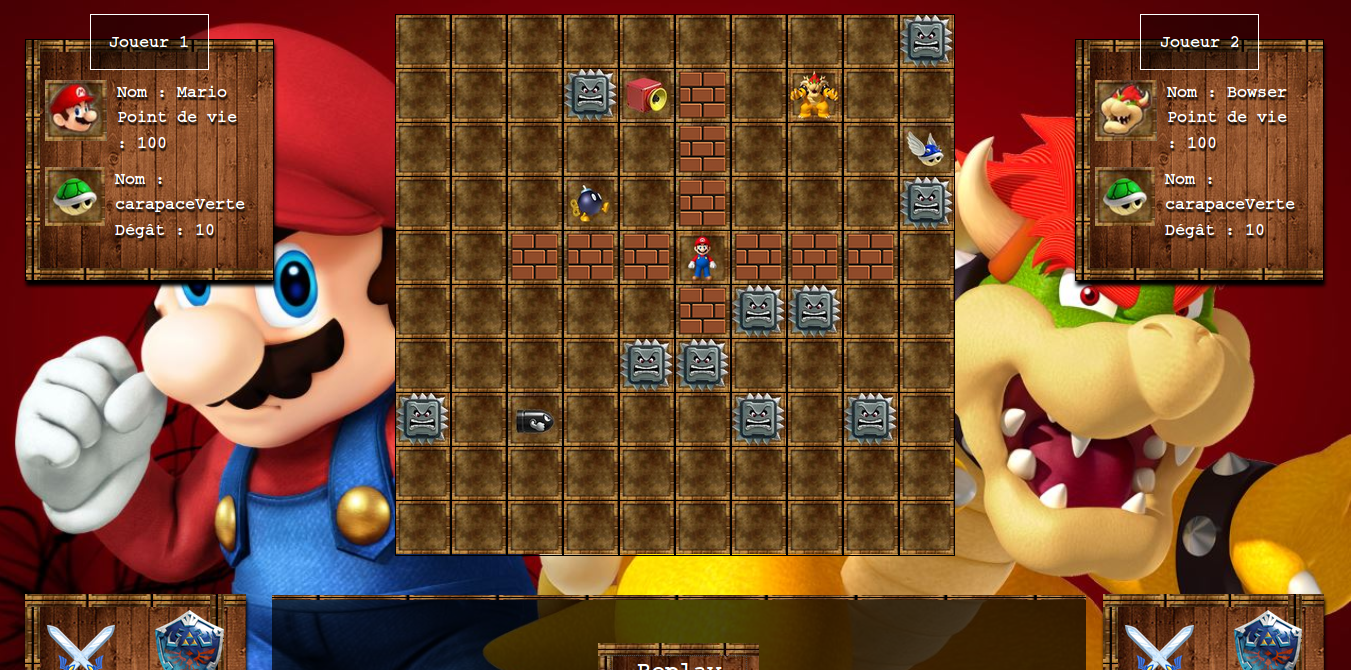 Joueur 1
Nom : Mario
Point de vie
: 100
Nom :
carapaceVerte
Dégât : 10
Joueur 2
Nom : Bowser
Point de vie
: 100
Nom :
carapaceVerte
Dégât : 10
Replay